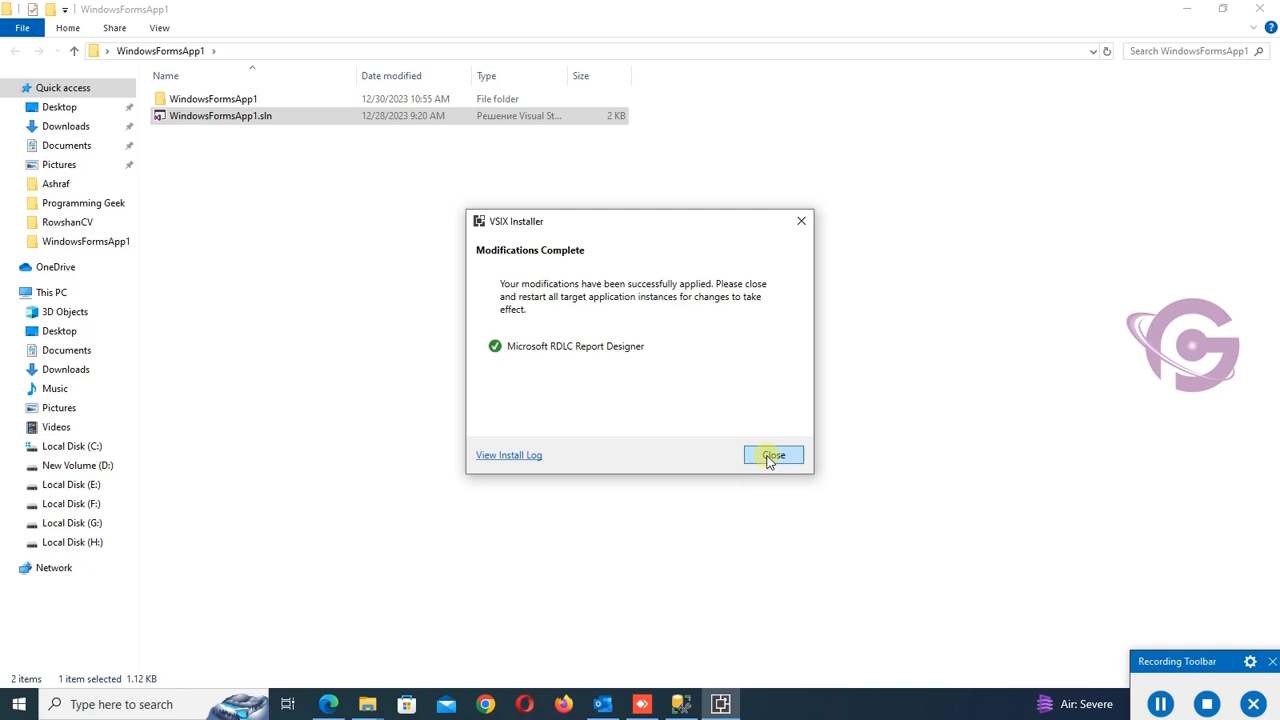 WindowsFormsApp1
File
Home
Share
View
WindowsFormsApp1
Search WindowsFormsApp1
Name
Date modified
Type
Size
WindowsFormsApp1
12/30/2023 10:55 AM
File folder
WindowsFormsApp1.sln
12/28/2023 9:20 AM
Решение Visual St...
2 KB
Quick access
Desktop
Downloads
Documents
Pictures
Ashraf
Programming Geek
RowshanCV
WindowsFormsApp1
OneDrive
This PC
3D Objects
Desktop
Documents
Downloads
Music
Pictures
Videos
Local Disk (C:)
New Volume (D:)
Local Disk (E:)
Local Disk (F:)
Local Disk (G:)
Local Disk (H:)
Network
VSIX Installer
Modifications Complete
Your modifications have been successfully applied. Please close
and restart all target application instances for changes to take
effect.
Microsoft RDLC Report Designer
View Install Log
Close
2 items
1 item selected 1.12 KB
Recording Toolbar
Type here to search
Air: Severe